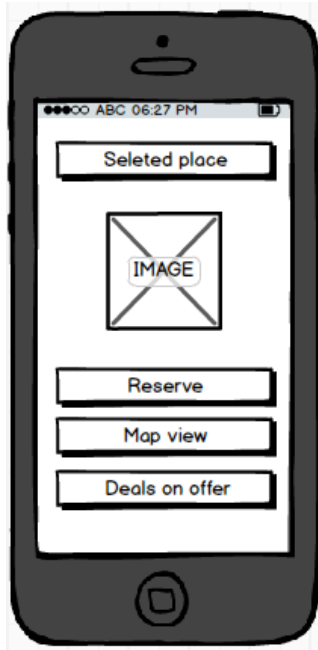 ABC 06:27 PM
Seleted place
IMAGE
Reserve
Map view
Deals on offer